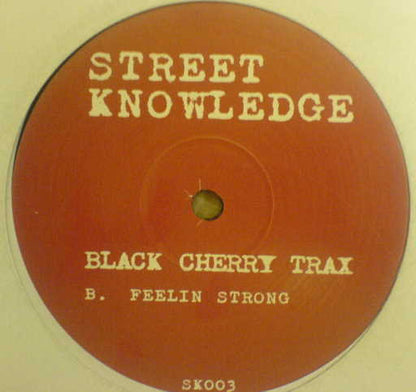 STREET
KNOWLEDGE
BLACK CHERRY TRAX
B. FEELIN STRONG
SK003